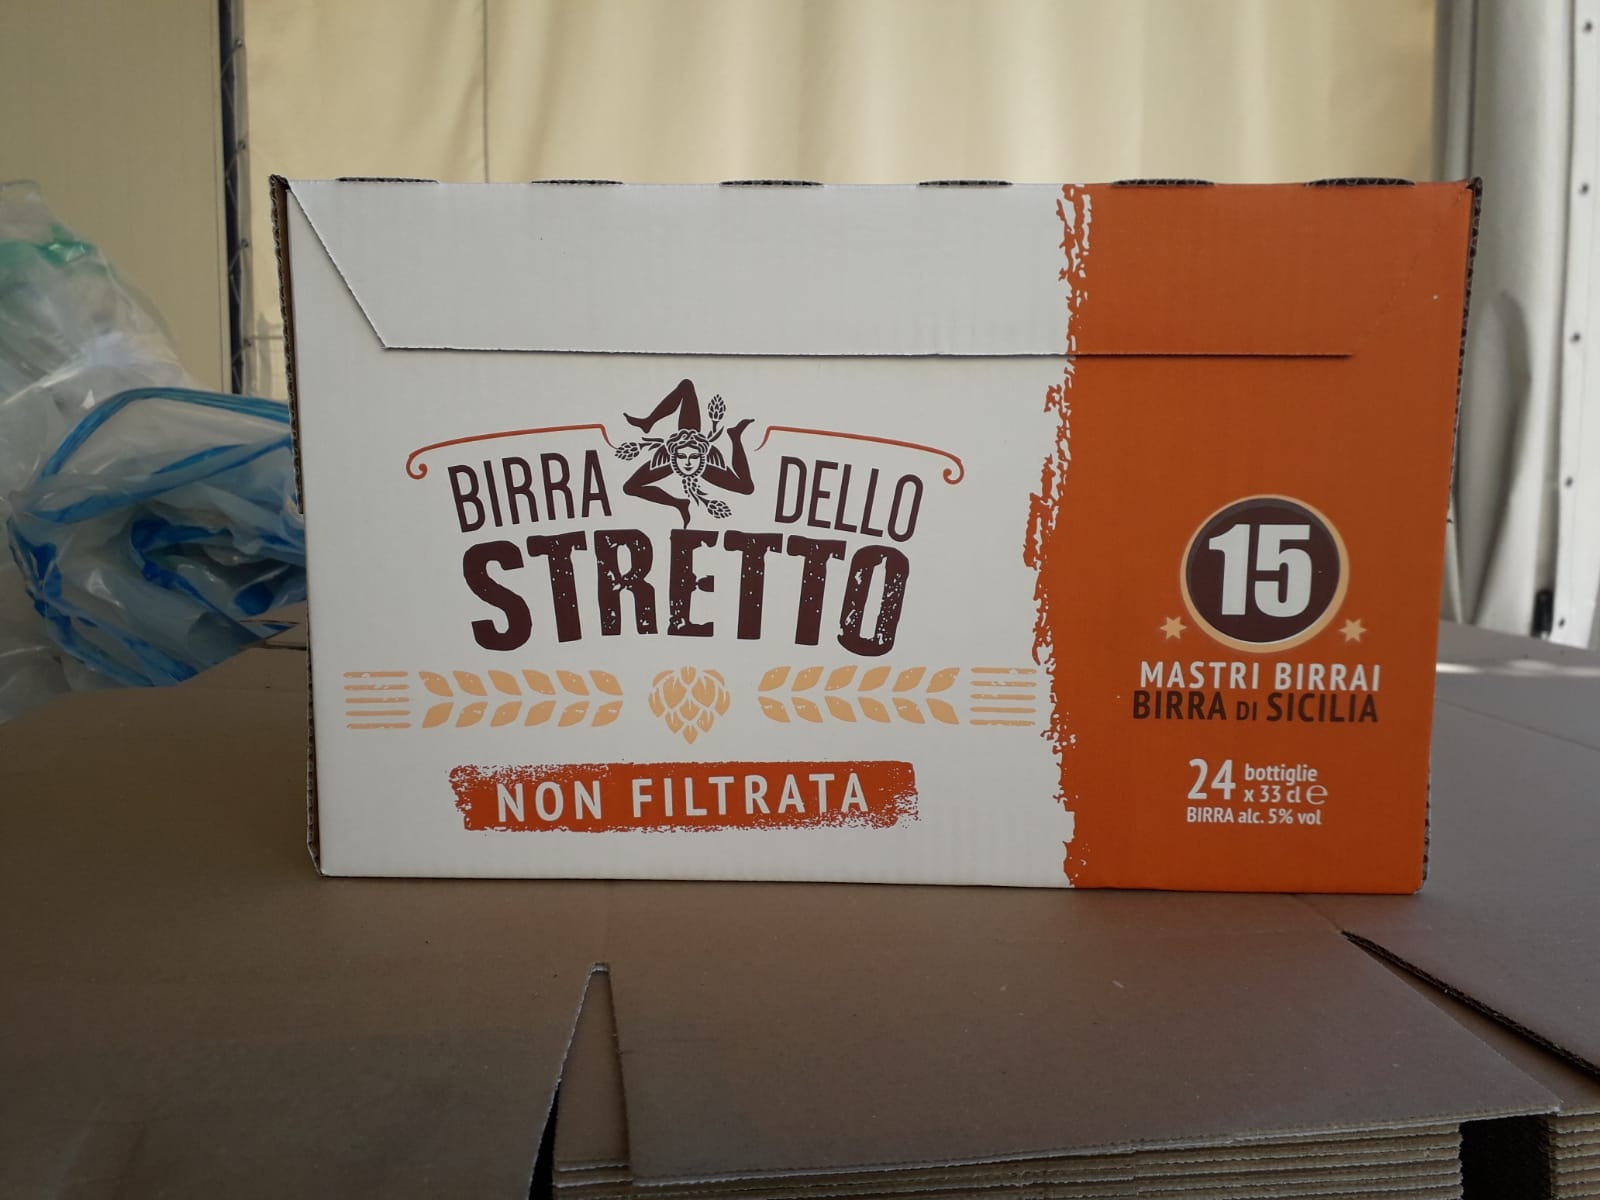 BIRRA DELLO
STRETTO
NON FILTRATA
15
MASTRI BIRRAI
BIRRA DI SICILIA
24 bottiglie
x 33 cl ℮
BIRRA alc. 5% vol